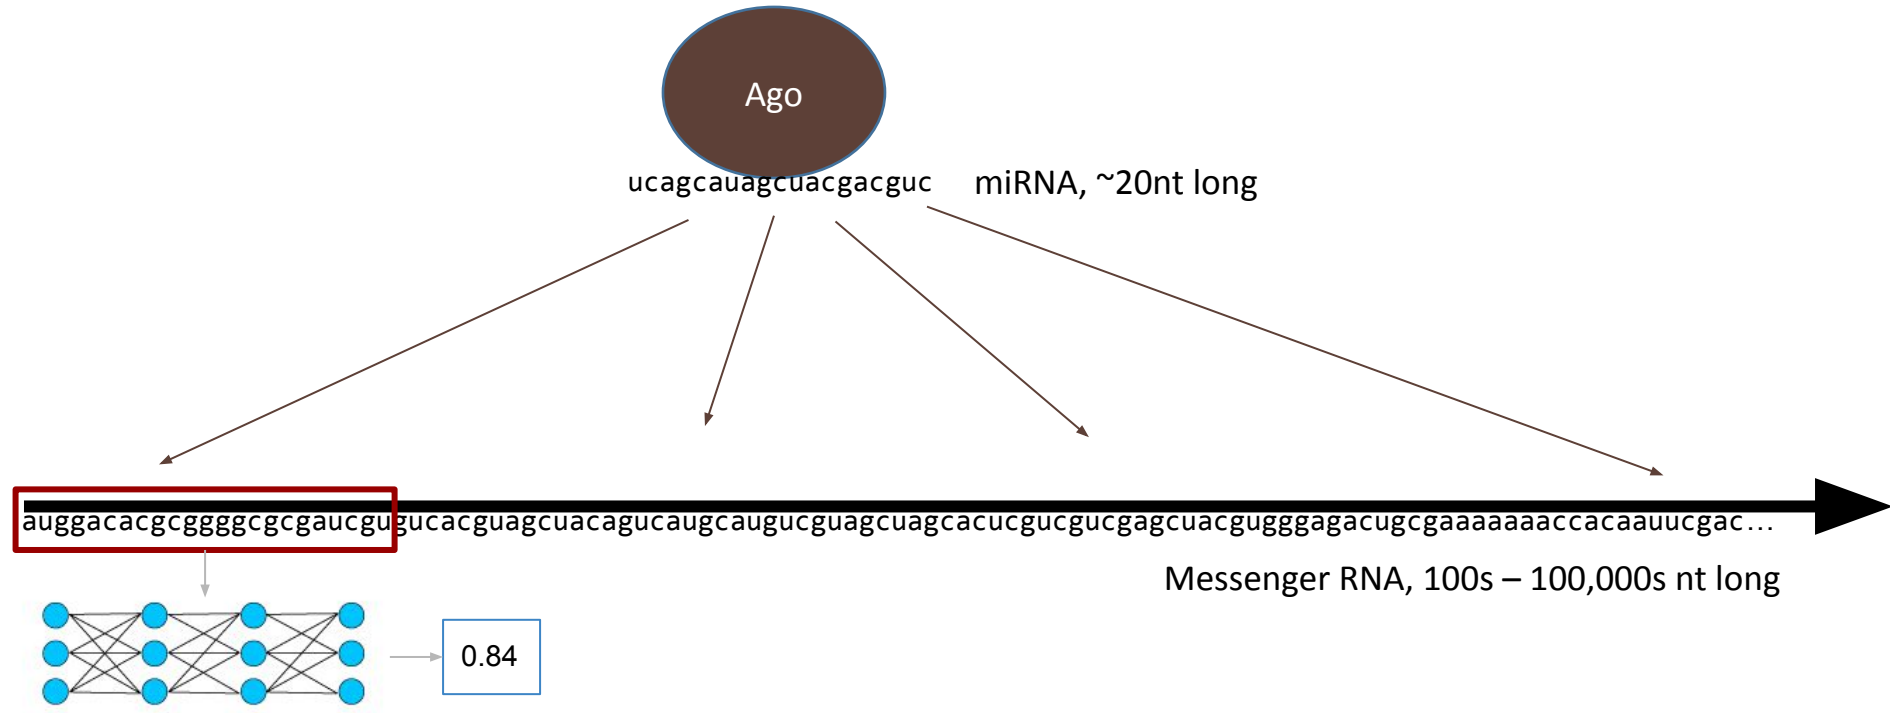 Ago
ucagcauagcuacgacguc miRNA, ~20nt long
auggacacgcggggcgcgaucgugucacguagcuacagucaugcaugucguagcuagcacucgucgucgagcuacgugggagacugcgaaaaaaaccacaauucgac...
Messenger RNA, 100s – 100,000s nt long
0.84